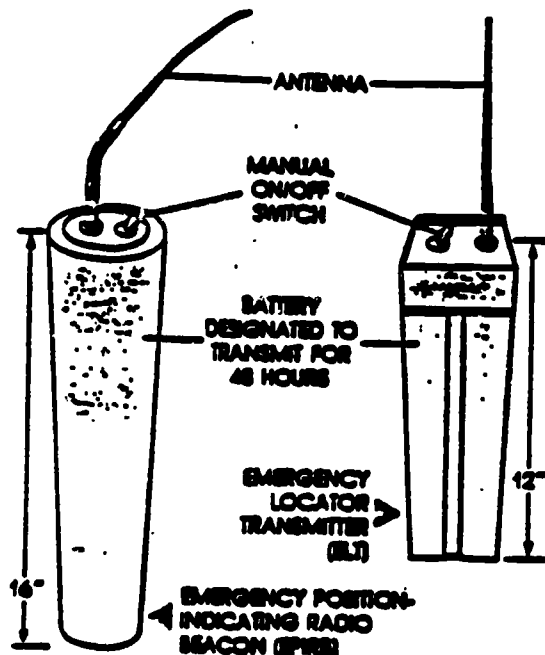 ANTENNA
MANUAL
ON/OFF
SWITCH
BATTERY
DESIGNATED TO
TRANSMIT FOR
48 HOURS
EMERGENCY
LOCATOR
TRANSMITTER
(ELT)
12"
16"
EMERGENCY POSITION-
INDICATING RADIO
BEACON (EPIRB)